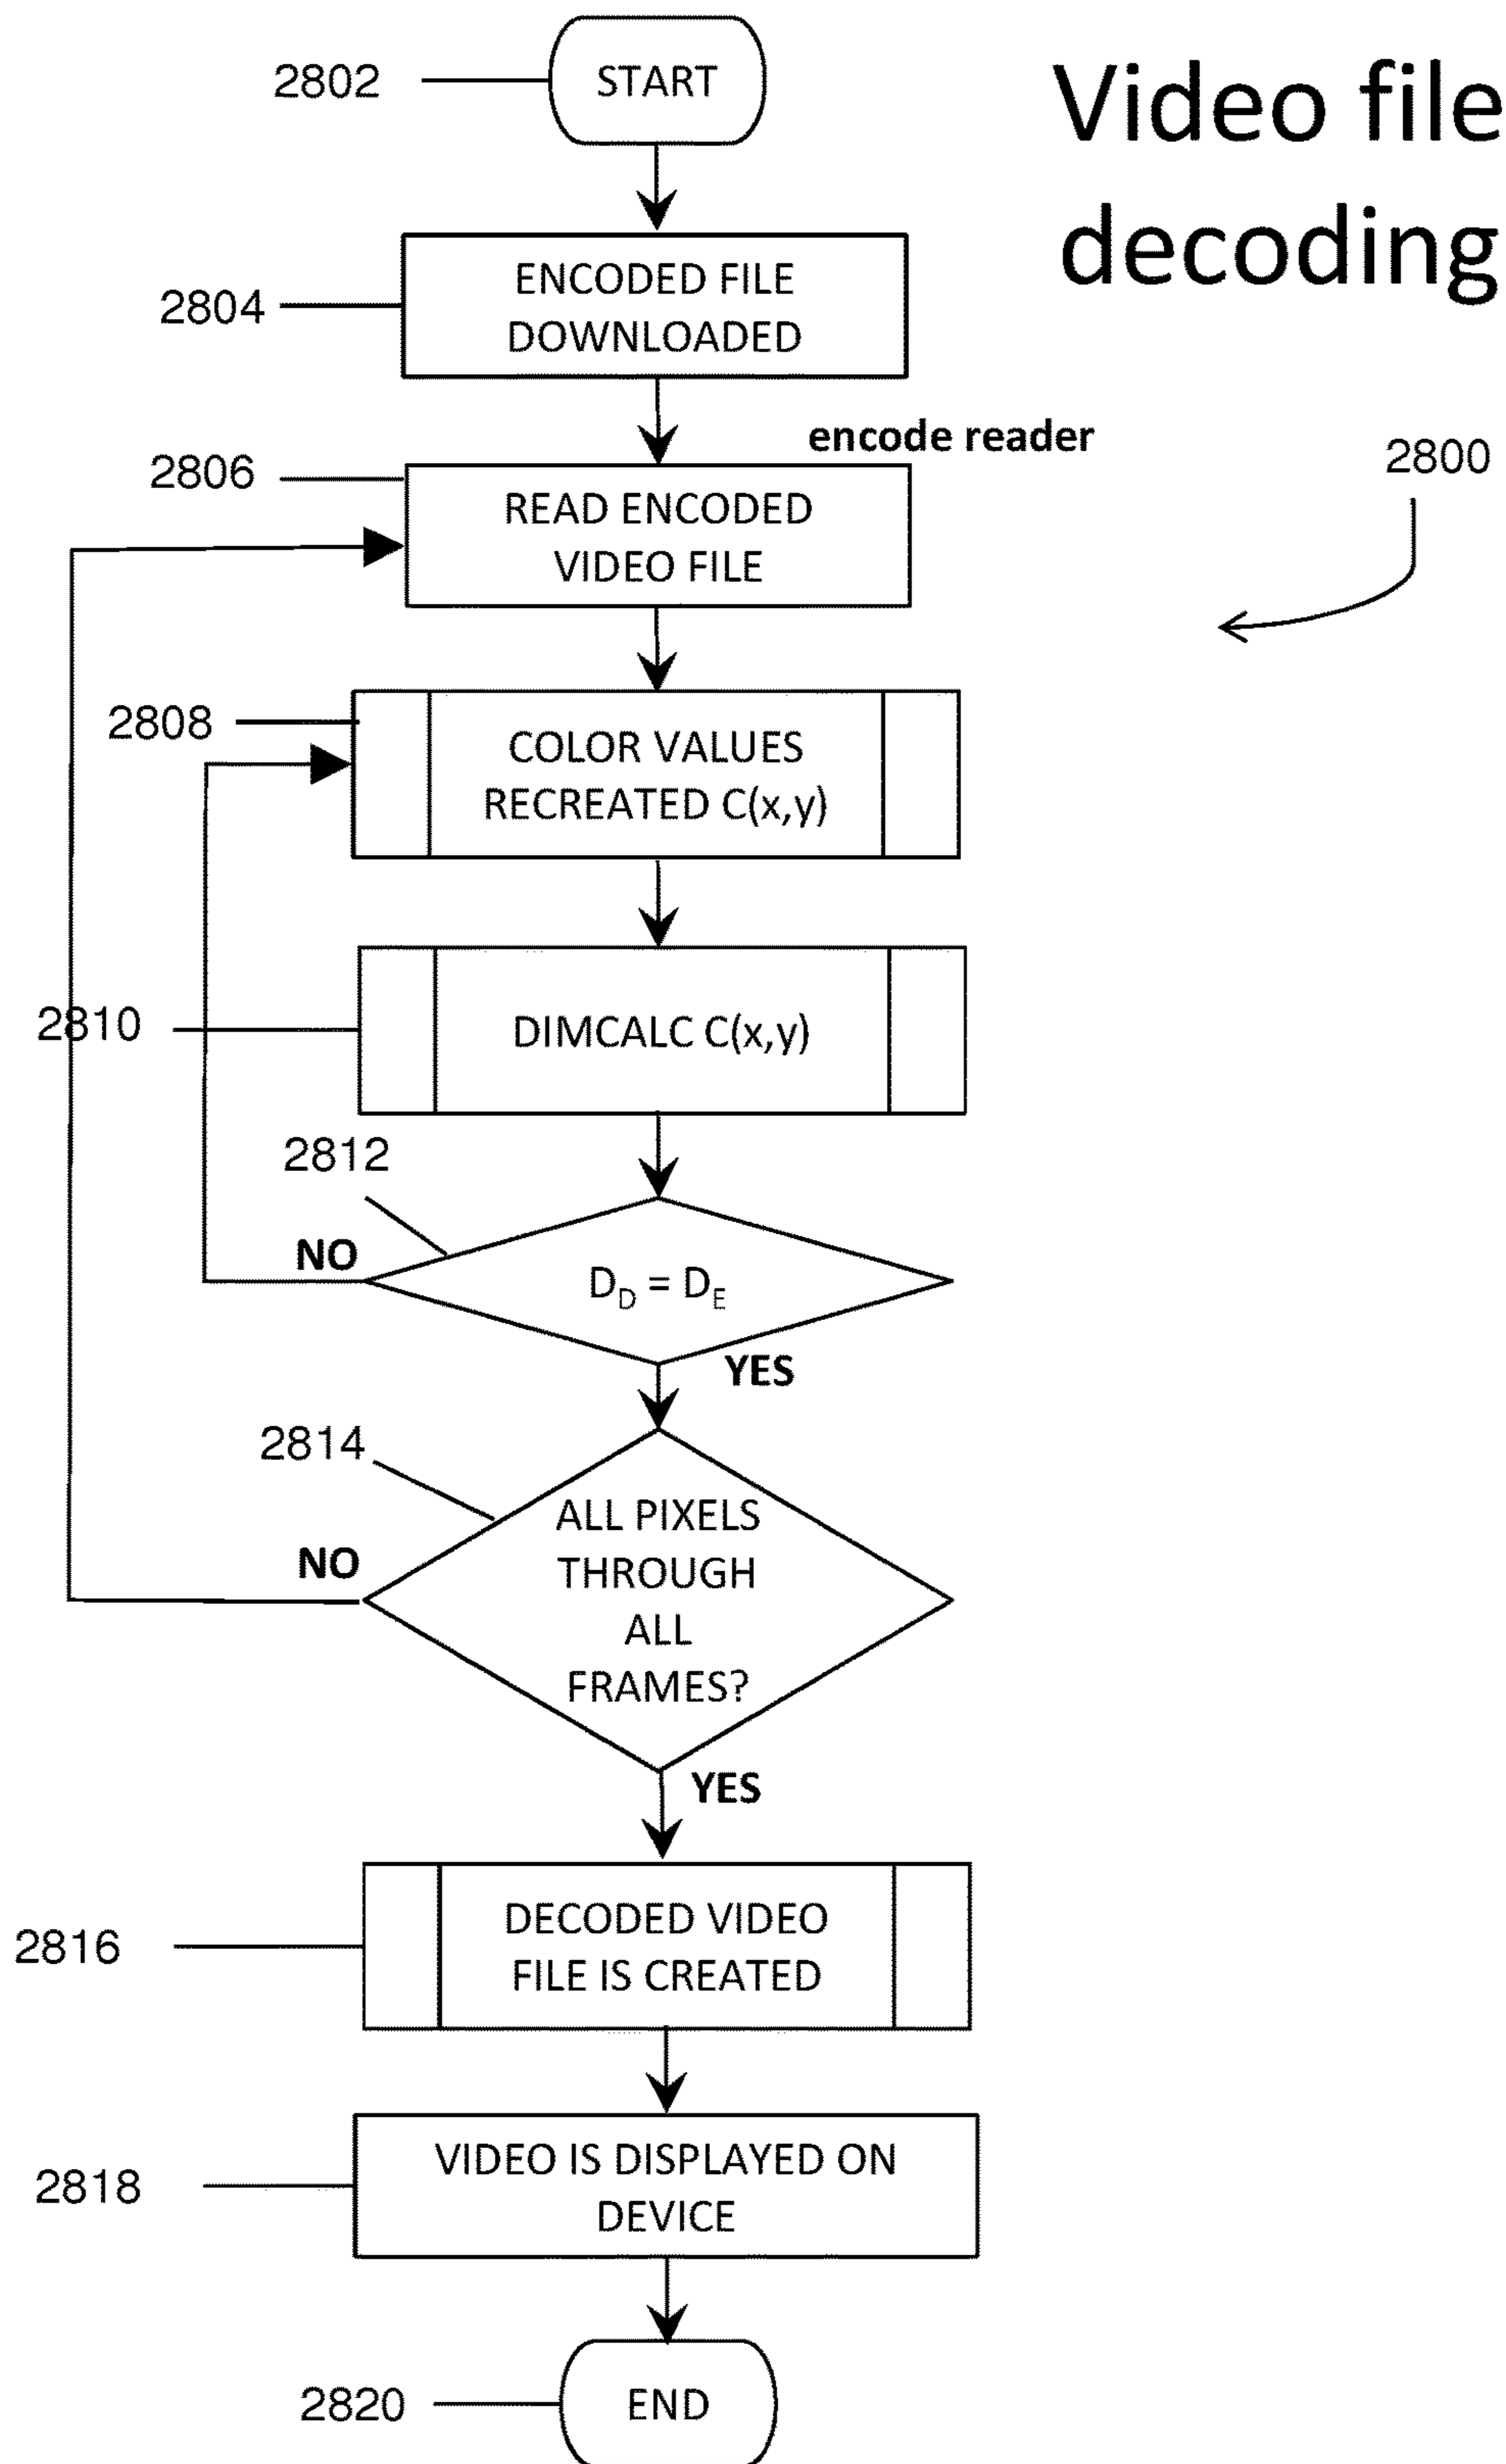 Video file
decoding
2802
START
2804
ENCODED FILE
DOWNLOADED
encode reader
2800
2806
READ ENCODED
VIDEO FILE
2808
COLOR VALUES
RECREATED C(x,y)
2810
DIMCALC C(x,y)
2812
NO
D_D = D_E
YES
2814
NO
ALL PIXELS
THROUGH
ALL
FRAMES?
YES
2816
DECODED VIDEO
FILE IS CREATED
2818
VIDEO IS DISPLAYED ON
DEVICE
2820
END